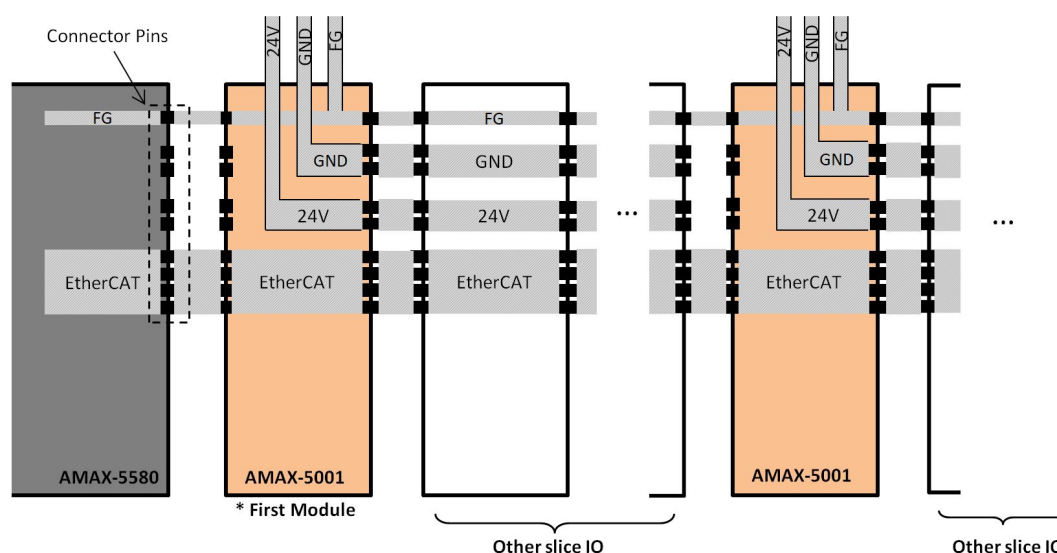 Connector Pins
24V
GND
FG
24V
GND
FG
FG
FG
GND
GND
GND
24V
24V
24V
...
...
EtherCAT
EtherCAT
EtherCAT
EtherCAT
AMAX-5580
AMAX-5001
AMAX-5001
* First Module
Other slice IO
Other slice IO